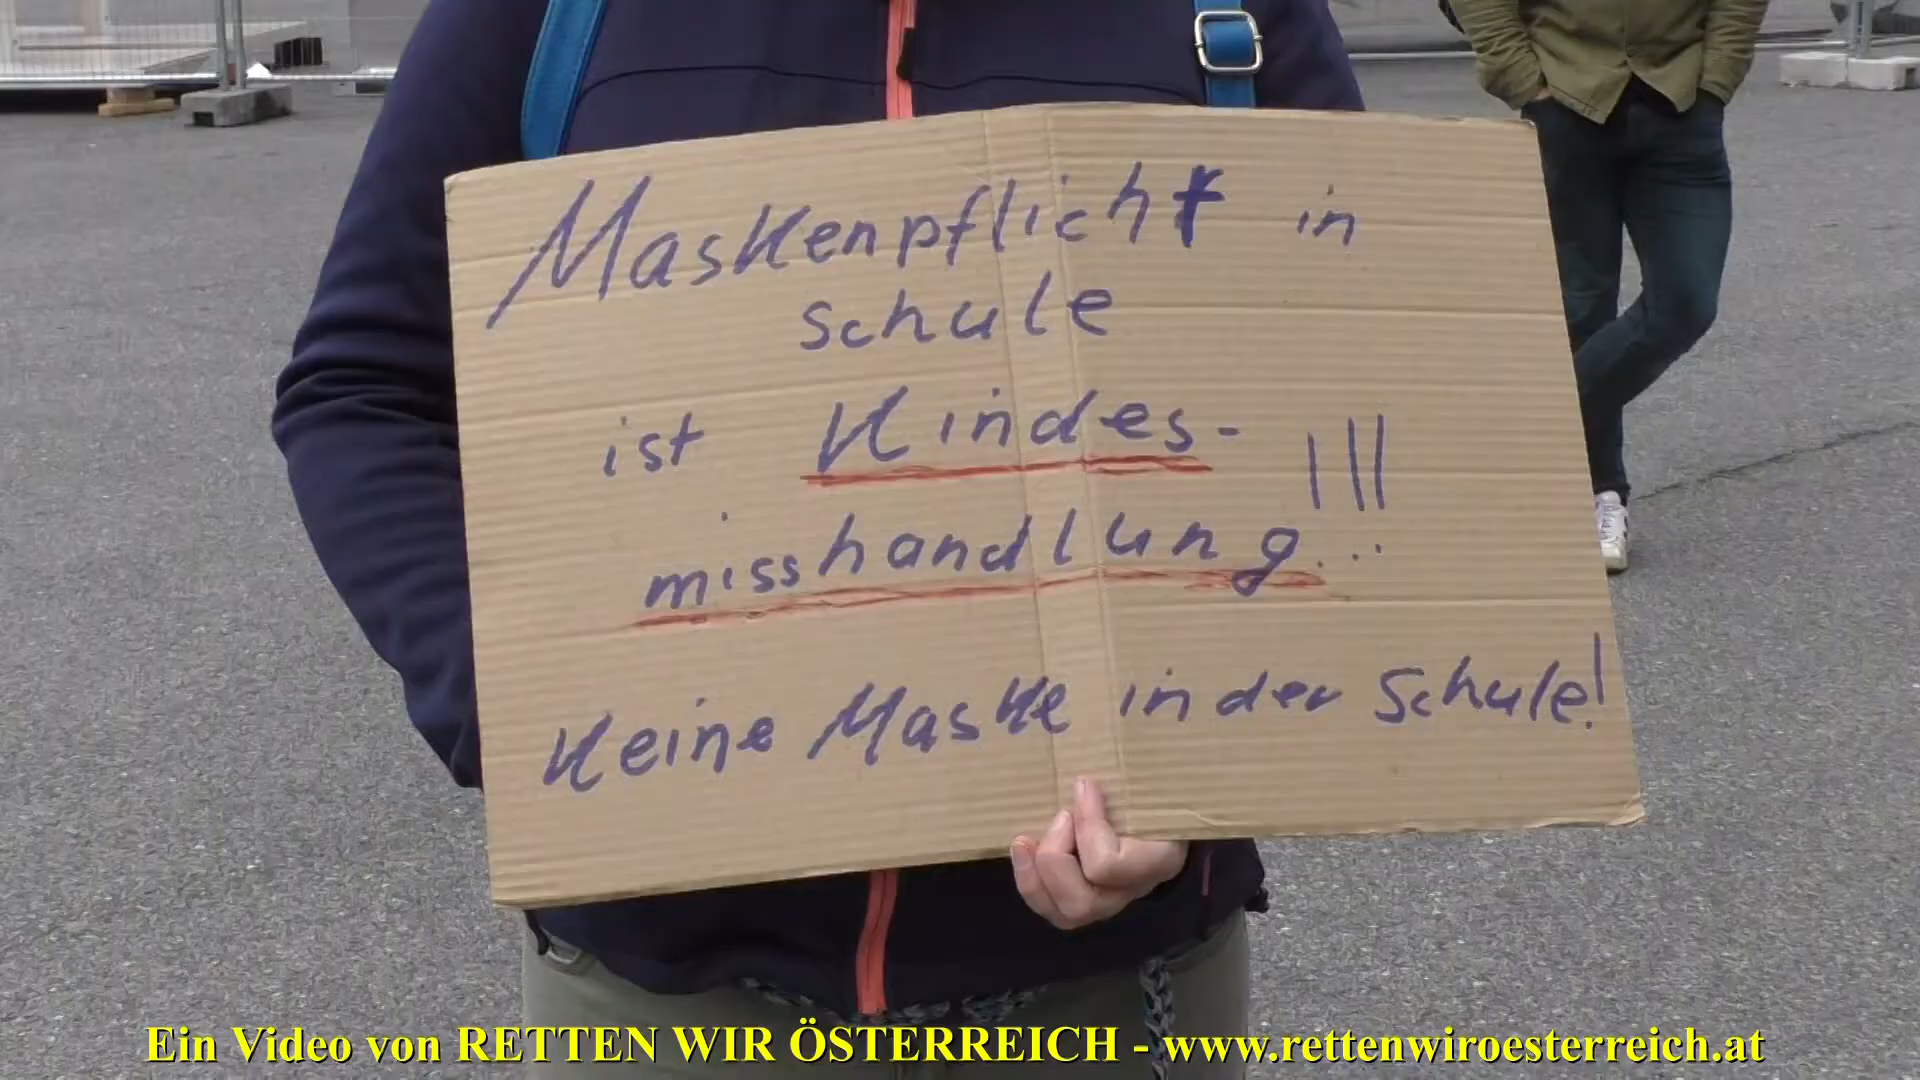 Maskenpflicht in
schule
ist Kindes-
misshandlung!!!
Keine Maske in der Schule!
Ein Video von RETTEN WIR ÖSTERREICH - www.rettenwiroesterreich.at